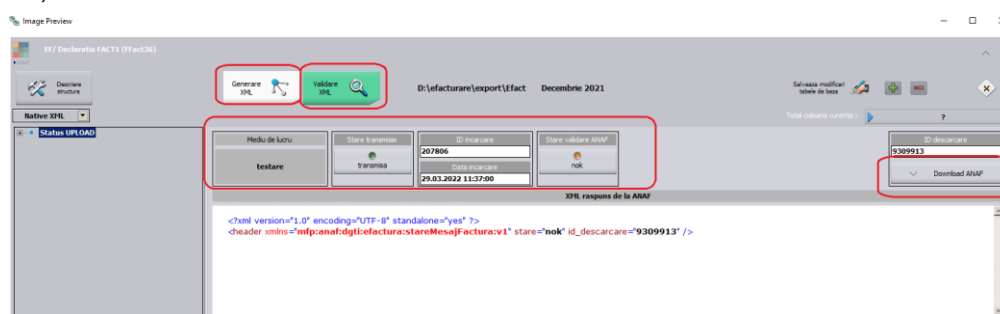 Image Preview
EF/ Declaratia FACT1 (FFact36)
Descriere structura
Generare XML
Validare XML
D:\efacturare\export\Efact Decembrie 2021
Salveaza modificari tabele de baza
Native XML
Total coloana curenta :
?
Status UPLOAD
Mediu de lucru
testare
Stare transmisie
transmisa
ID incarcare
207806
Data incarcare
29.03.2022 11:37:00
Stare validare ANAF
nok
ID descarcare
9309913
Download ANAF
XML raspuns de la ANAF
<?xml version="1.0" encoding="UTF-8" standalone="yes" ?>
<header xmlns="mfp:anaf:dgti:efactura:stareMesajFactura:v1" stare="nok" id_descarcare="9309913" />